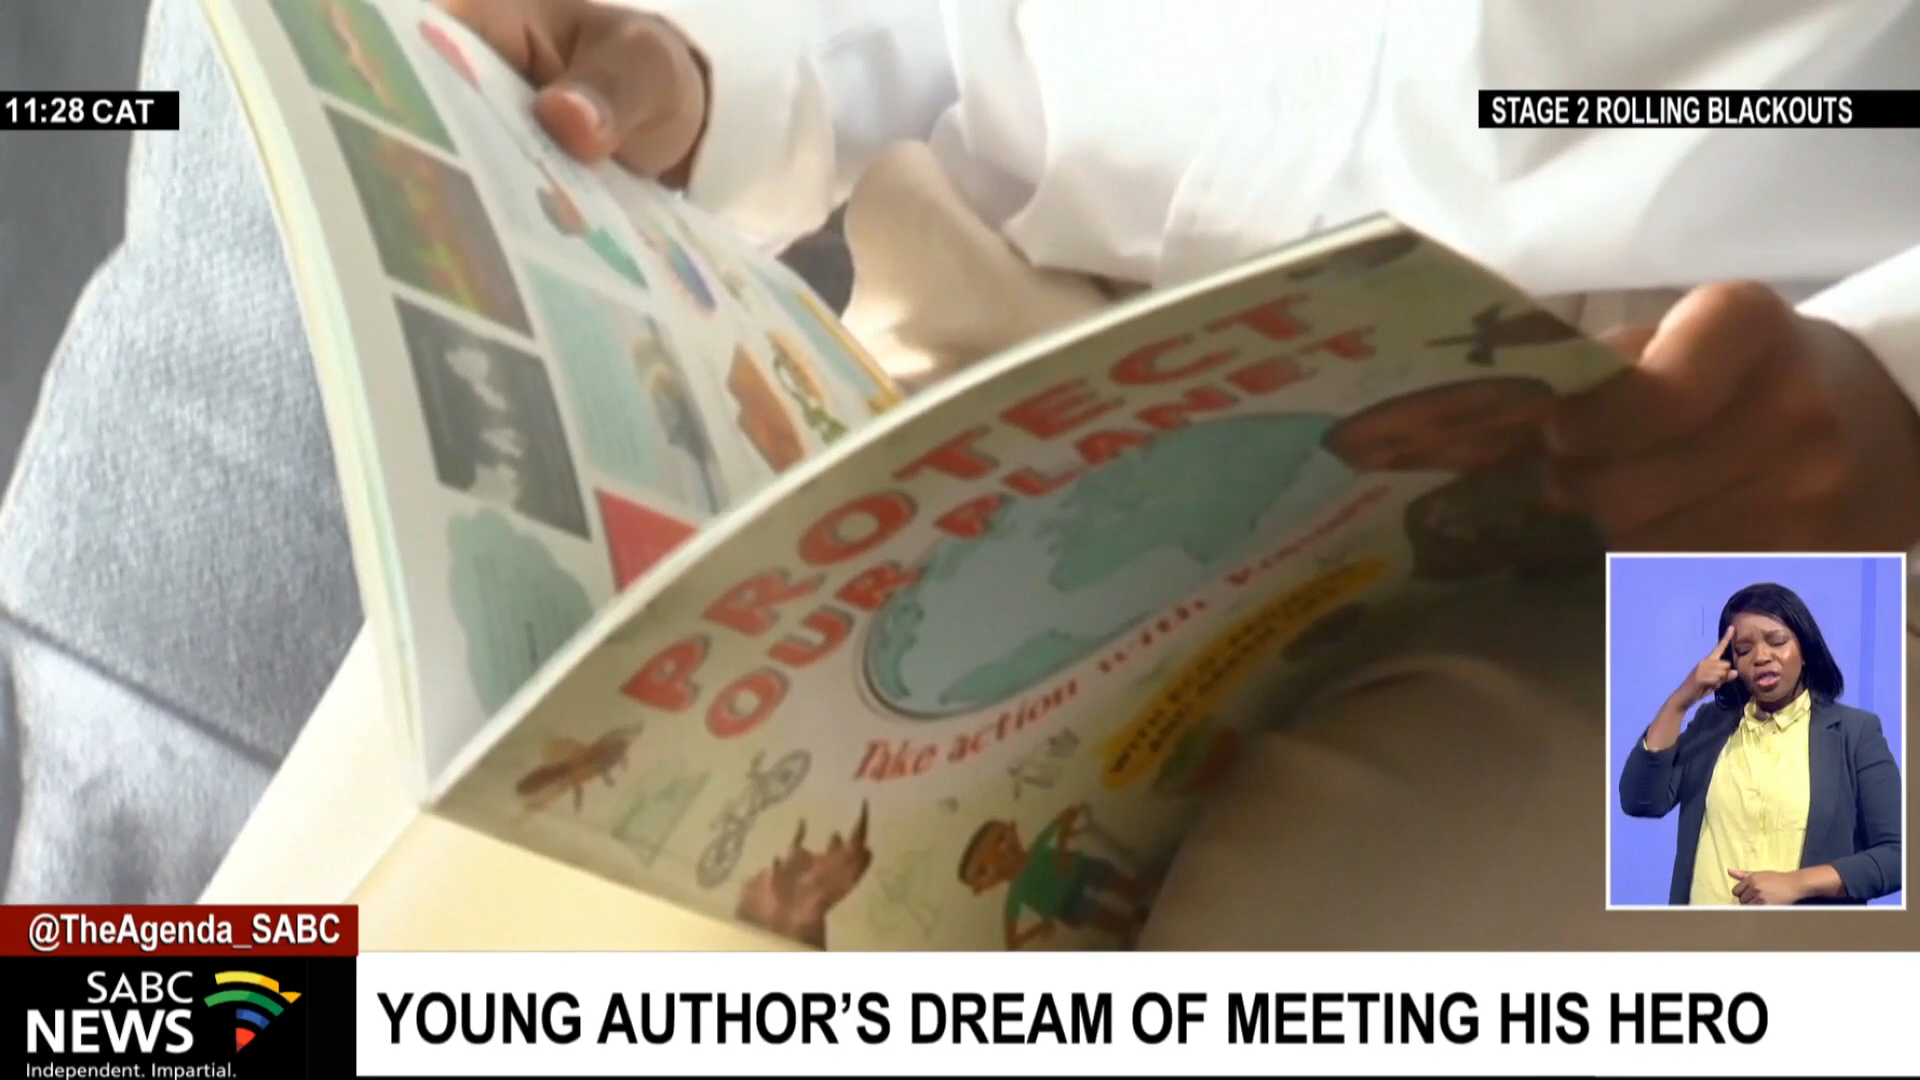 11:28 CAT
STAGE 2 ROLLING BLACKOUTS
PROTECT
OUR PLANET
Take action with
@TheAgenda_SABC
SABC
NEWS
Independent. Impartial.
YOUNG AUTHOR’S DREAM OF MEETING HIS HERO